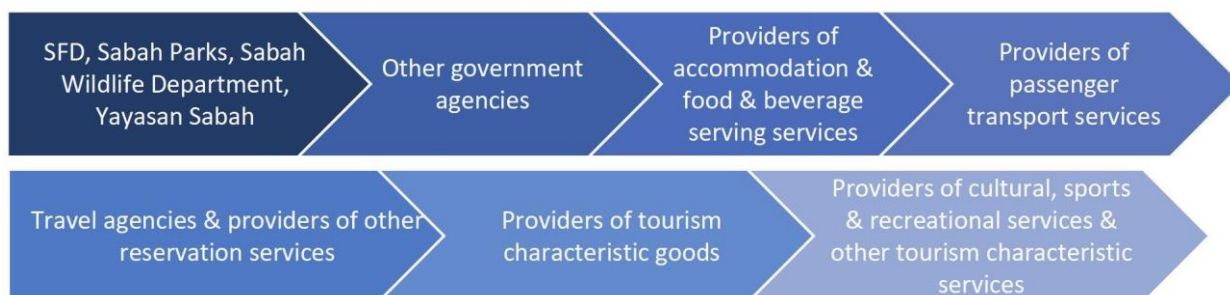 SFD, Sabah Parks, Sabah
Wildlife Department,
Yayasan Sabah
Other government
agencies
Providers of
accommodation &
food & beverage
serving services
Providers of
passenger
transport services
Travel agencies & providers of other
reservation services
Providers of tourism
characteristic goods
Providers of cultural, sports
& recreational services &
other tourism characteristic
services